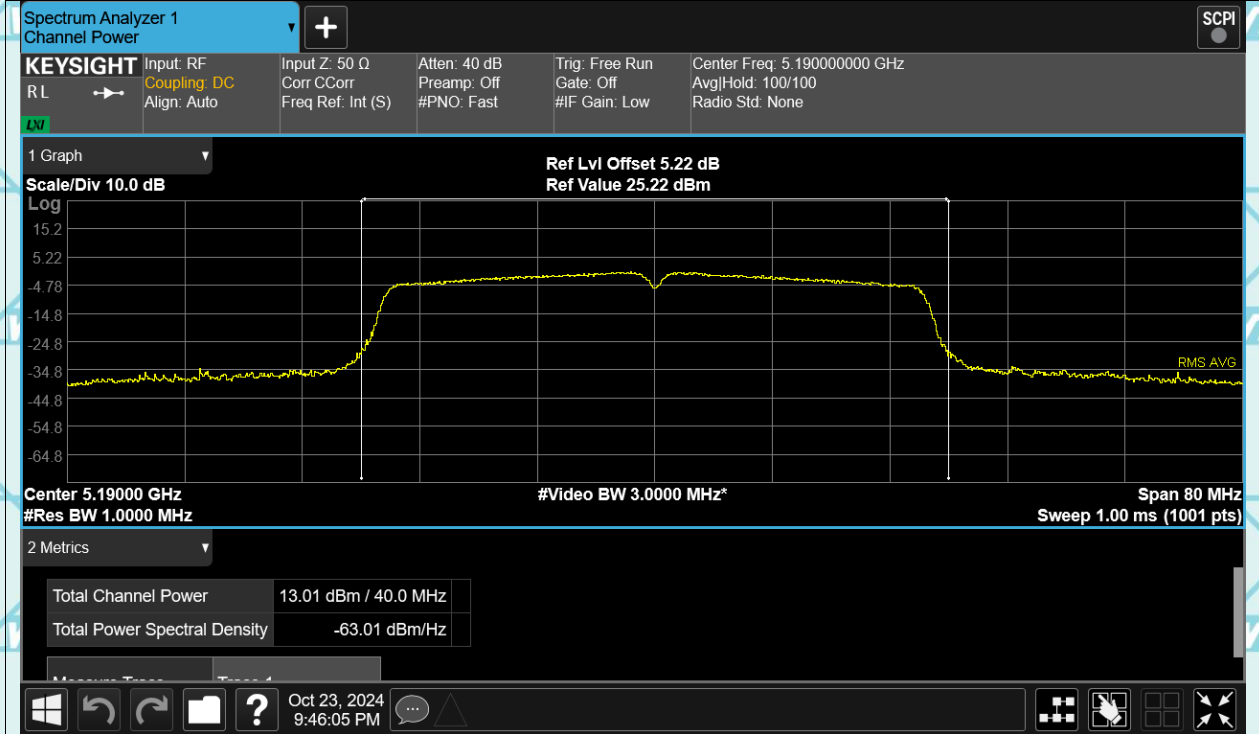 Spectrum Analyzer 1
Channel Power
SCPI
KEYSIGHT
R L
LXI
Input: RF
Coupling: DC
Align: Auto
Input Z: 50 Ω
Corr CCorr
Freq Ref: Int (S)
Atten: 40 dB
Preamp: Off
#PNO: Fast
Trig: Free Run
Gate: Off
#IF Gain: Low
Center Freq: 5.190000000 GHz
Avg|Hold: 100/100
Radio Std: None
1 Graph
Scale/Div 10.0 dB
Ref Lvl Offset 5.22 dB
Ref Value 25.22 dBm
Log
15.2
5.22
-4.78
-14.8
-24.8
-34.8
-44.8
-54.8
-64.8
RMS AVG
Center 5.19000 GHz
#Res BW 1.0000 MHz
#Video BW 3.0000 MHz*
Span 80 MHz
Sweep 1.00 ms (1001 pts)
2 Metrics
Total Channel Power 13.01 dBm / 40.0 MHz
Total Power Spectral Density -63.01 dBm/Hz
Measure Trace Trace 1
?
Oct 23, 2024
9:46:05 PM